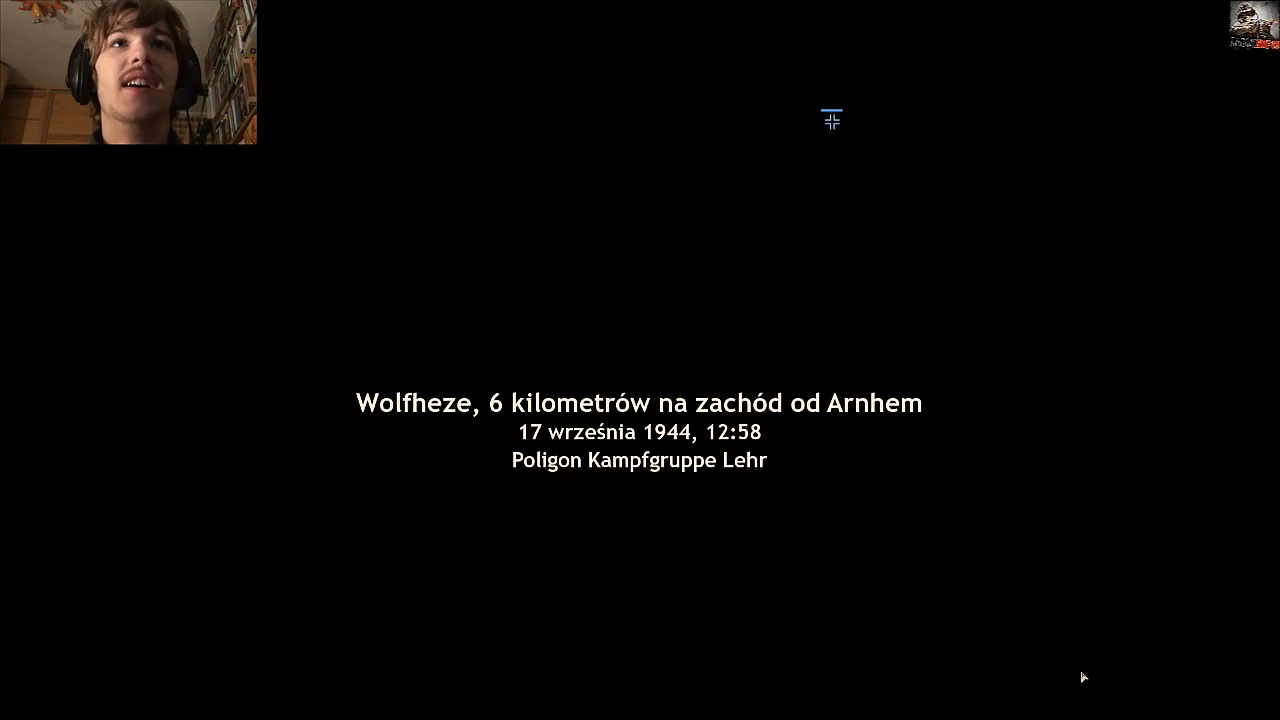 Wolfheze, 6 kilometrów na zachód od Arnhem
17 września 1944, 12:58
Poligon Kampfgruppe Lehr